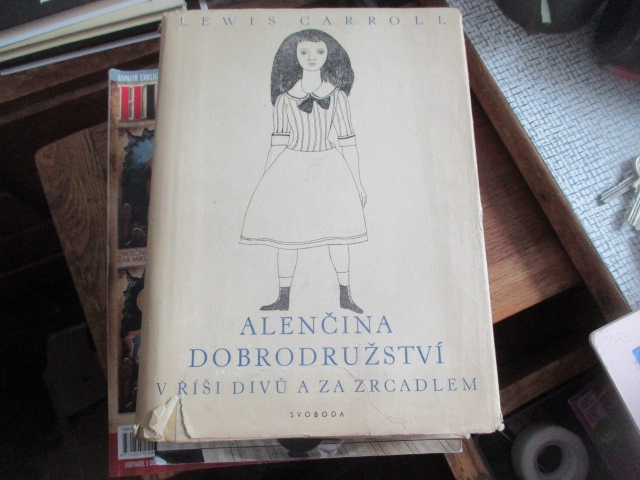 LEWIS CARROLL
ALENČINA
DOBRODRUŽSTVÍ
V ŘÍŠI DIVŮ A ZA ZRCADLEM
SVOBODA